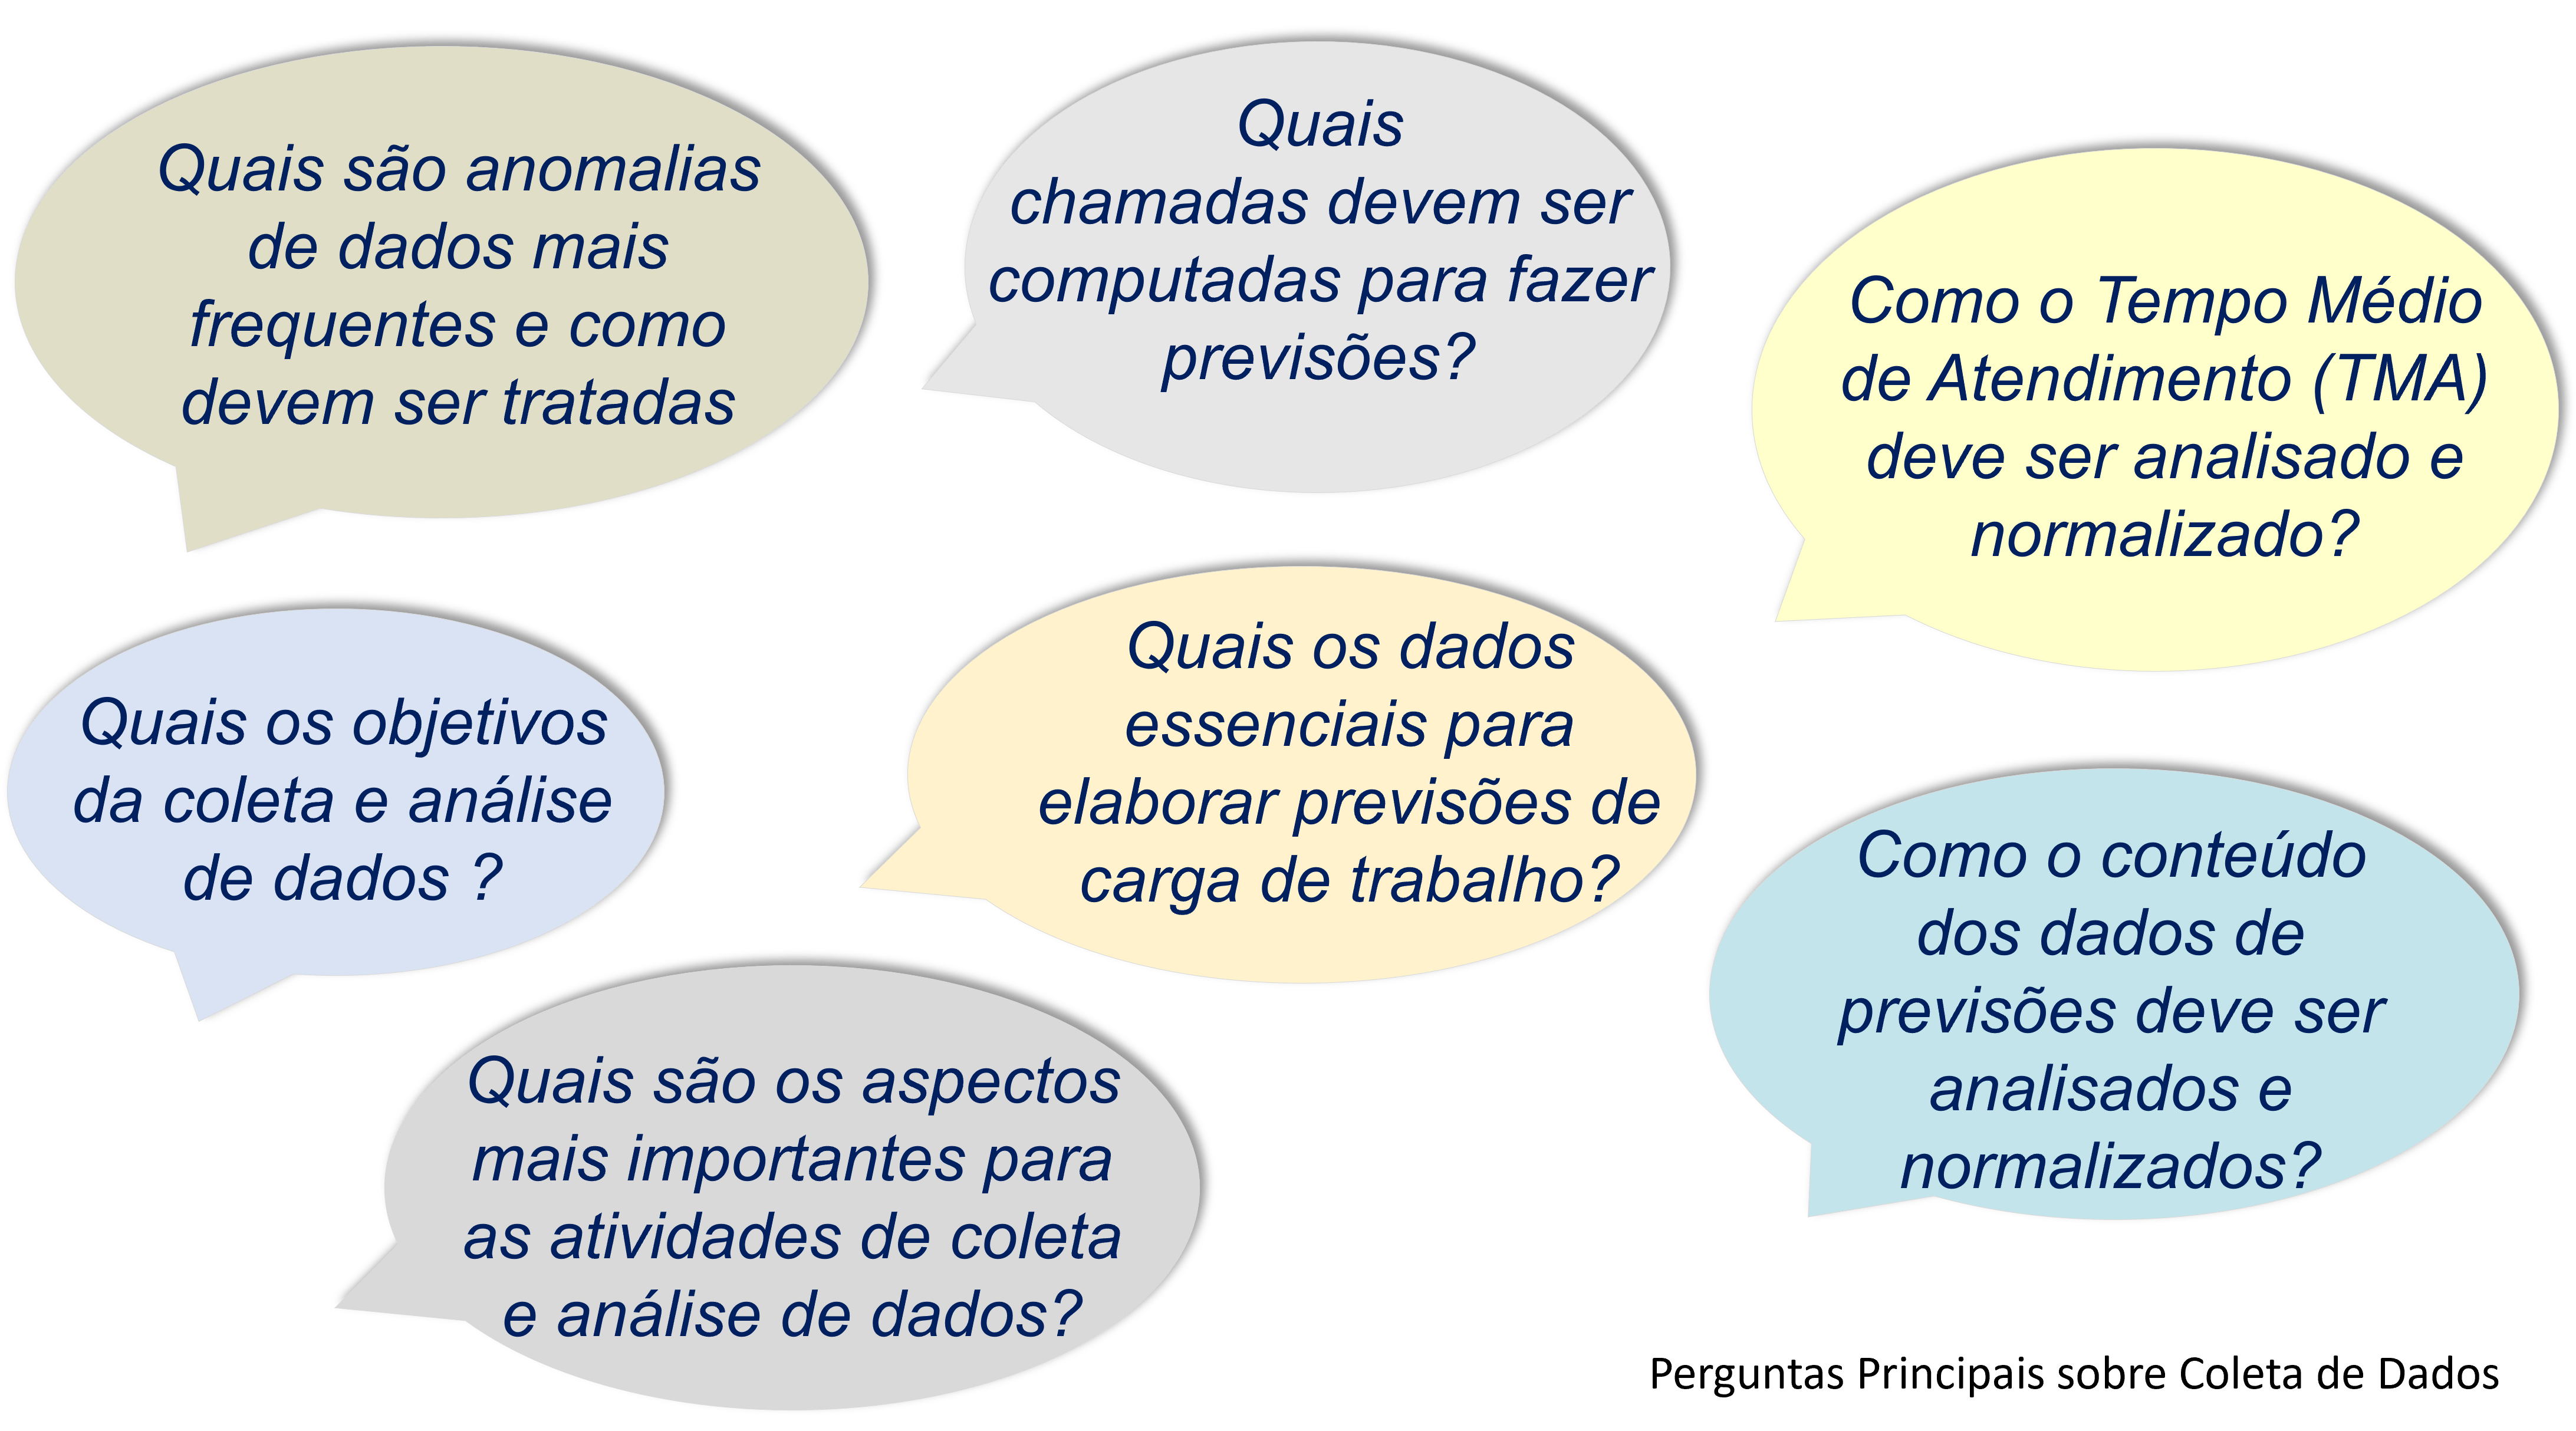 Quais são anomalias
de dados mais
frequentes e como
devem ser tratadas
Quais
chamadas devem ser
computadas para fazer
previsões?
Como o Tempo Médio
de Atendimento (TMA)
deve ser analisado e
normalizado?
Quais os objetivos
da coleta e análise
de dados ?
Quais os dados
essenciais para
elaborar previsões de
carga de trabalho?
Como o conteúdo
dos dados de
previsões deve ser
analisados e
normalizados?
Quais são os aspectos
mais importantes para
as atividades de coleta
e análise de dados?
Perguntas Principais sobre Coleta de Dados